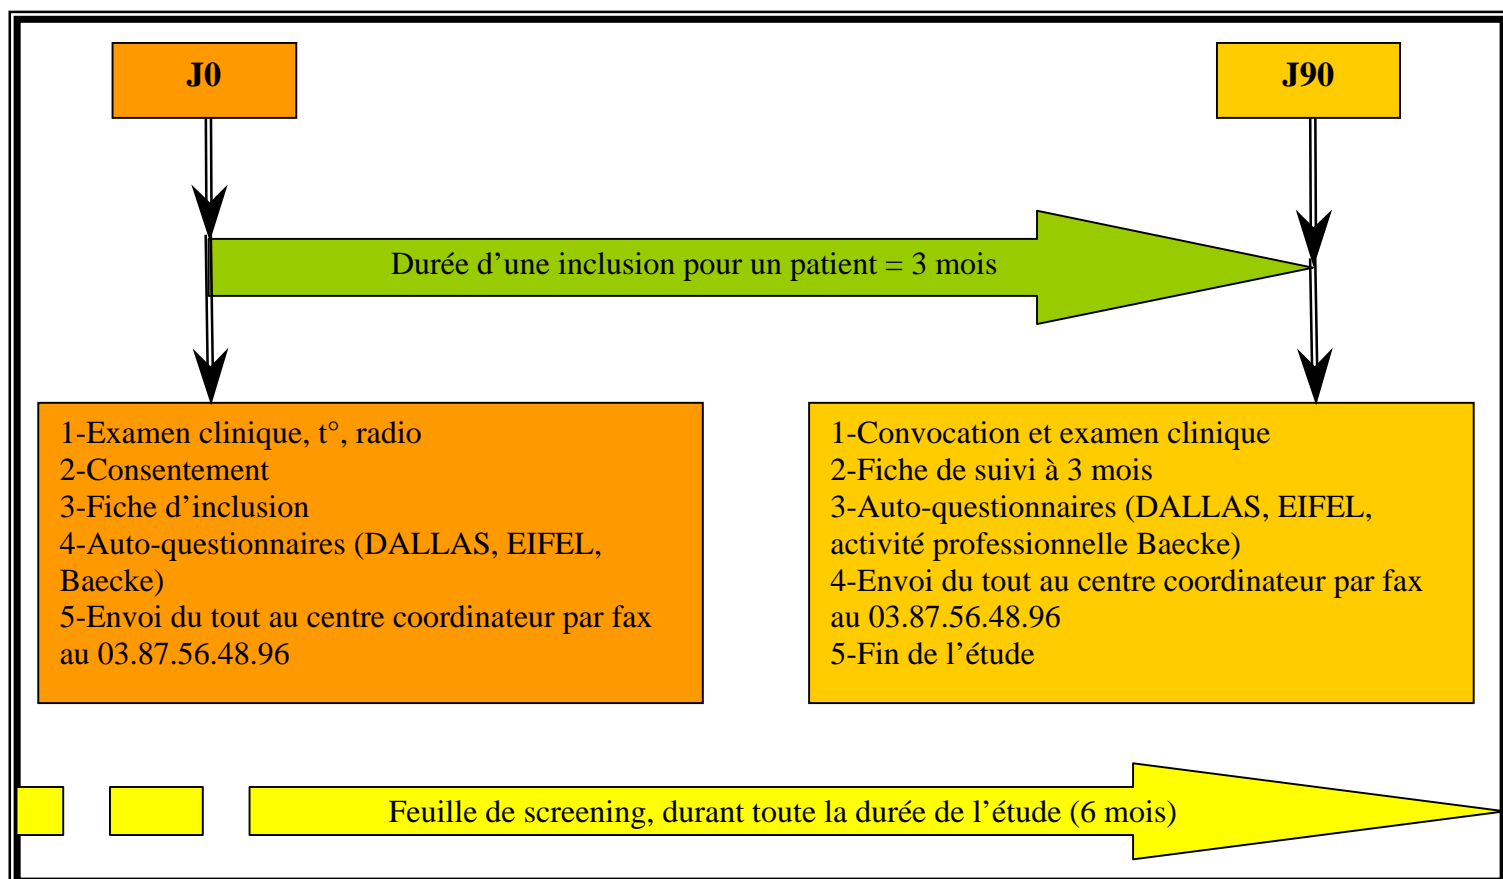 J0
J90
Durée d’une inclusion pour un patient = 3 mois
1-Examen clinique, t°, radio
2-Consentement
3-Fiche d’inclusion
4-Auto-questionnaires (DALLAS, EIFEL,
Baecke)
5-Envoi du tout au centre coordinateur par fax
au 03.87.56.48.96
1-Convocation et examen clinique
2-Fiche de suivi à 3 mois
3-Auto-questionnaires (DALLAS, EIFEL,
activité professionnelle Baecke)
4-Envoi du tout au centre coordinateur par fax
au 03.87.56.48.96
5-Fin de l’étude
Feuille de screening, durant toute la durée de l’étude (6 mois)